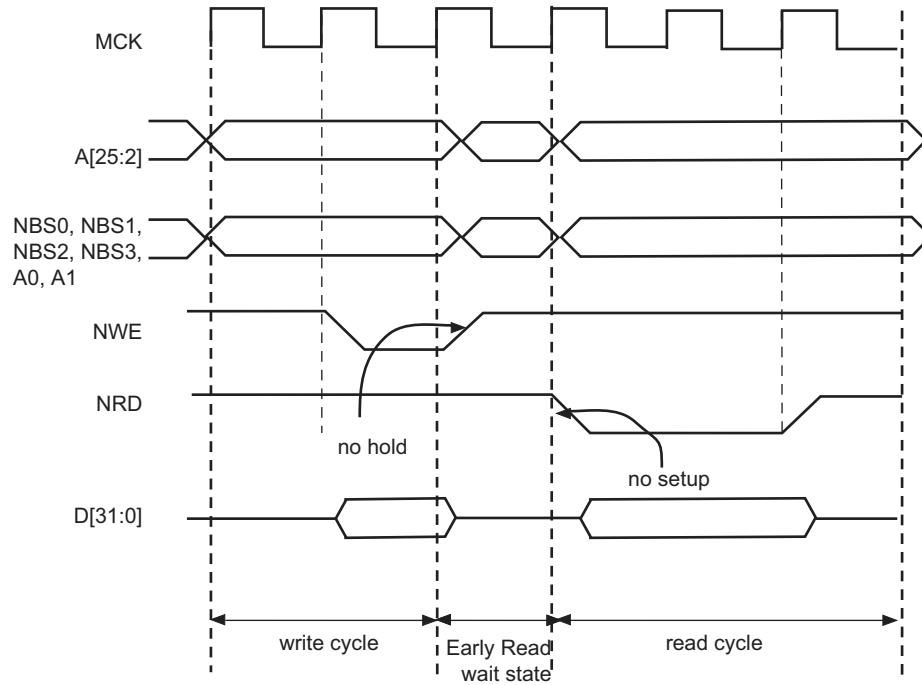 MCK
A[25:2]
NBS0, NBS1,
NBS2, NBS3,
A0, A1
NWE
NRD
no hold
no setup
D[31:0]
write cycle
Early Read
wait state
read cycle